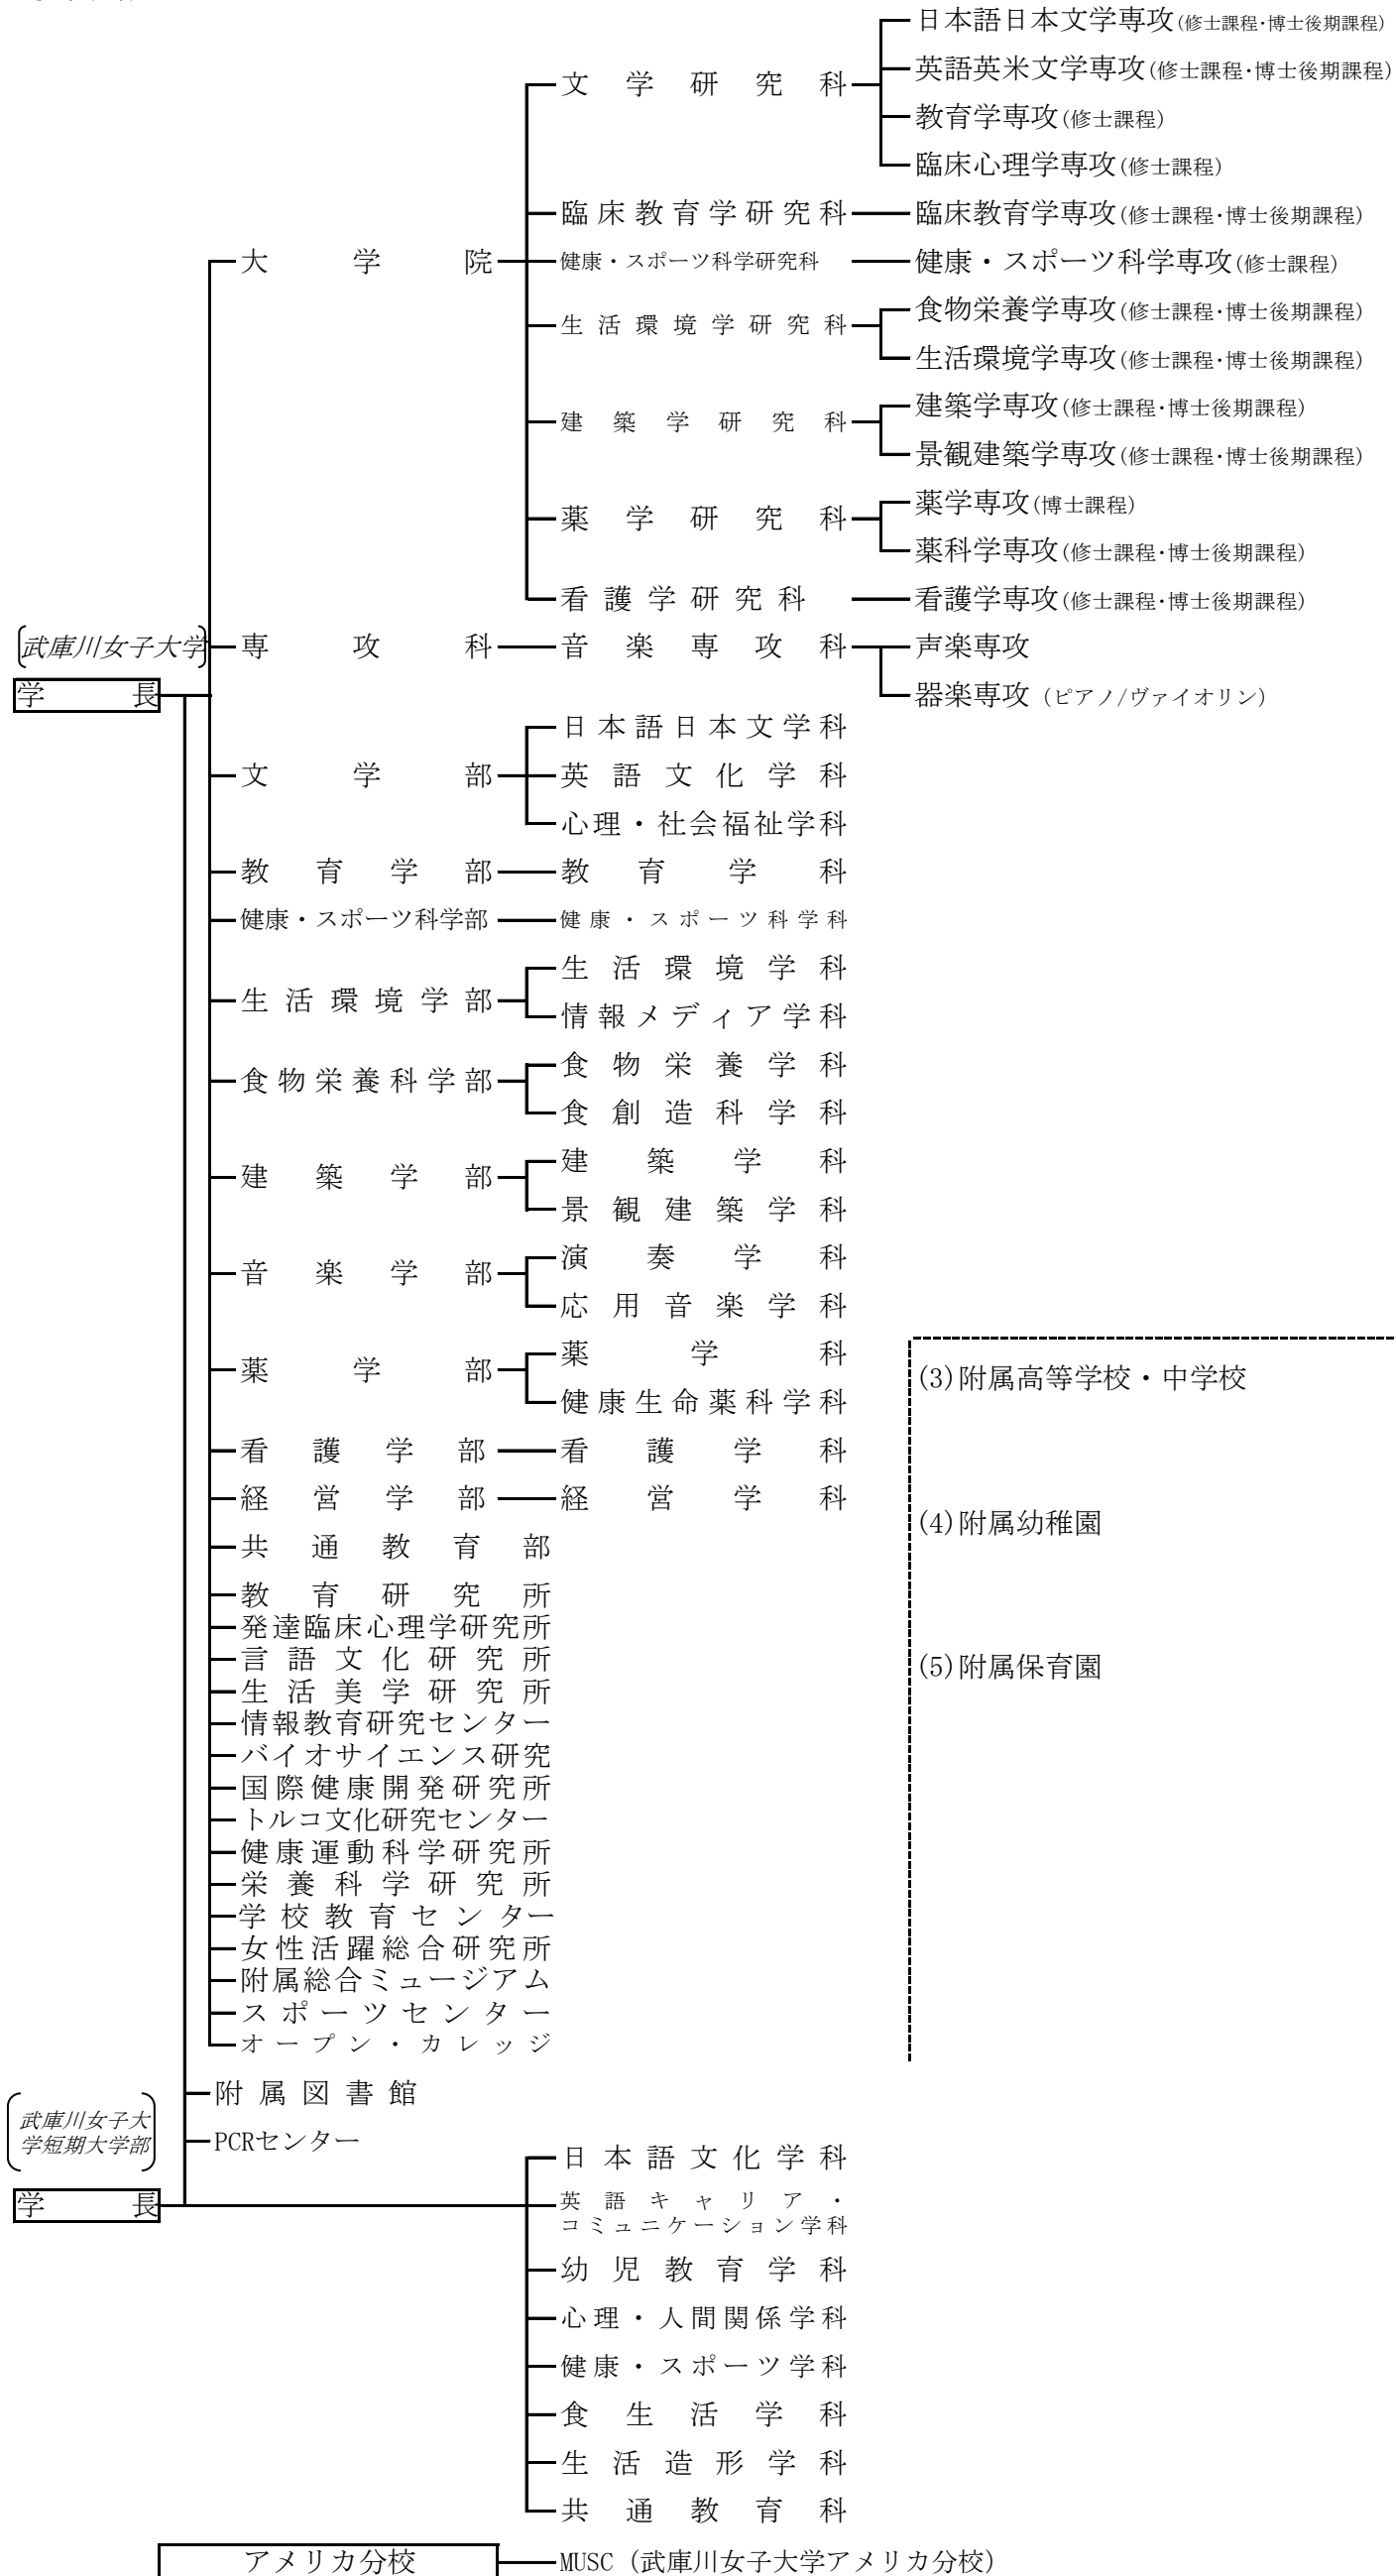 日本語日本文学専攻(修士課程・博士後期課程)
文学研究科 英語英米文学専攻(修士課程・博士後期課程)
教育学専攻(修士課程)
臨床心理学専攻(修士課程)
臨床教育学研究科 臨床教育学専攻(修士課程・博士後期課程)
大学院 健康・スポーツ科学研究科 健康・スポーツ科学専攻(修士課程)
生活環境学研究科 食物栄養学専攻(修士課程・博士後期課程)
生活環境学専攻(修士課程・博士後期課程)
建築学研究科 建築学専攻(修士課程・博士後期課程)
景観建築学専攻(修士課程・博士後期課程)
薬学研究科 薬学専攻(博士課程)
薬科学専攻(修士課程・博士後期課程)
看護学研究科 看護学専攻(修士課程・博士後期課程)
武庫川女子大学 専攻科 音楽専攻科 声楽専攻
学長 器楽専攻 (ピアノ/ヴァイオリン)
日本語日本文学科
文学部 英語文化学科
心理・社会福祉学科
教育学部 教育学科
健康・スポーツ科学部 健康・スポーツ科学科
生活環境学部 生活環境学科
情報メディア学科
食物栄養科学部 食物栄養学科
食創造科学科
建築学部 建築学科
景観建築学科
音楽学部 演奏学科
応用音楽学科
薬学部 薬学科
(3)附属高等学校・中学校
健康生命薬科学科
看護学部 看護学科
経営学部 経営学科
(4)附属幼稚園
共通教育部
教育研究所
発達臨床心理学研究所
言語文化研究所
(5)附属保育園
生活美学研究所
情報教育研究センター
バイオサイエンス研究
国際健康開発研究所
トルコ文化研究センター
健康運動科学研究所
栄養科学研究所
学校教育センター
女性活躍総合研究所
附属総合ミュージアム
スポーツセンター
オープン・カレッジ
附属図書館
武庫川女子大
学短期大学部
PCRセンター
日本語文化学科
学長 英語キャリア・
コミュニケーション学科
幼児教育学科
心理・人間関係学科
健康・スポーツ学科
食生活学科
生活造形学科
共通教育科
アメリカ分校 MUSC (武庫川女子大学アメリカ分校)